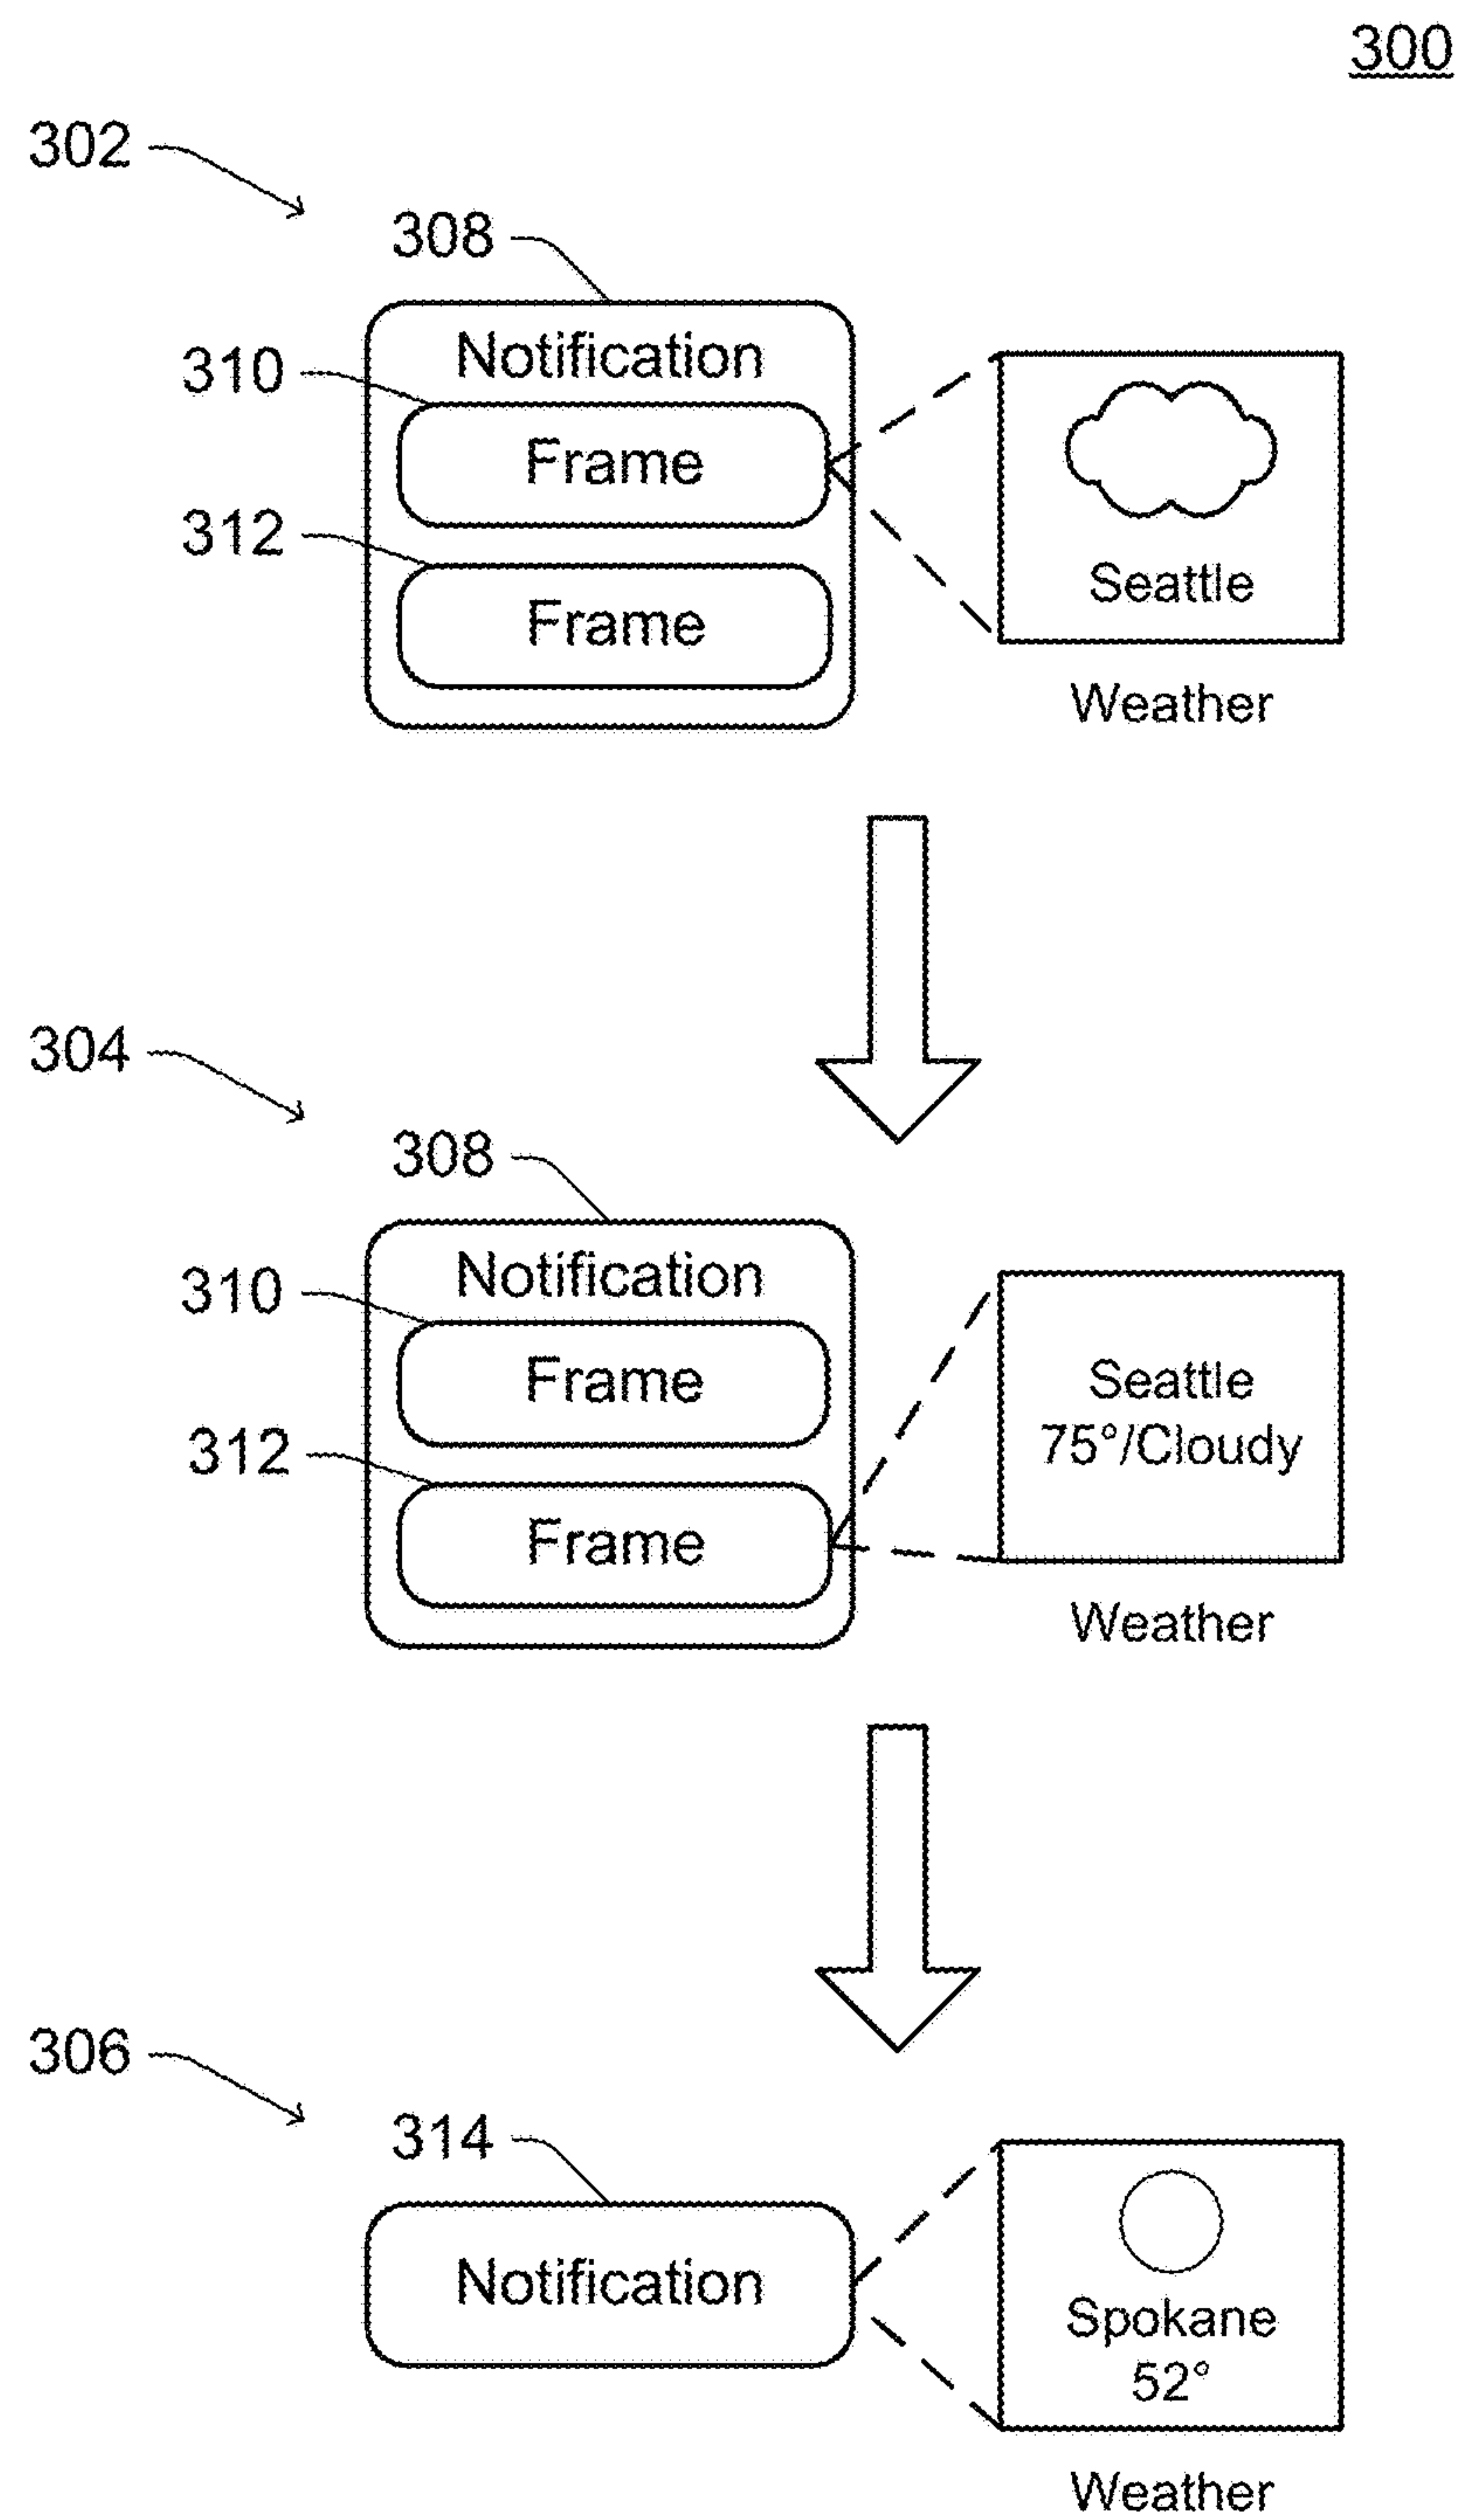 300
302
308
Notification
310
Frame
312
Frame
Seattle
Weather
304
308
Notification
310
Frame
312
Frame
Seattle
75°/Cloudy
Weather
306
314
Notification
Spokane
52°
Weather